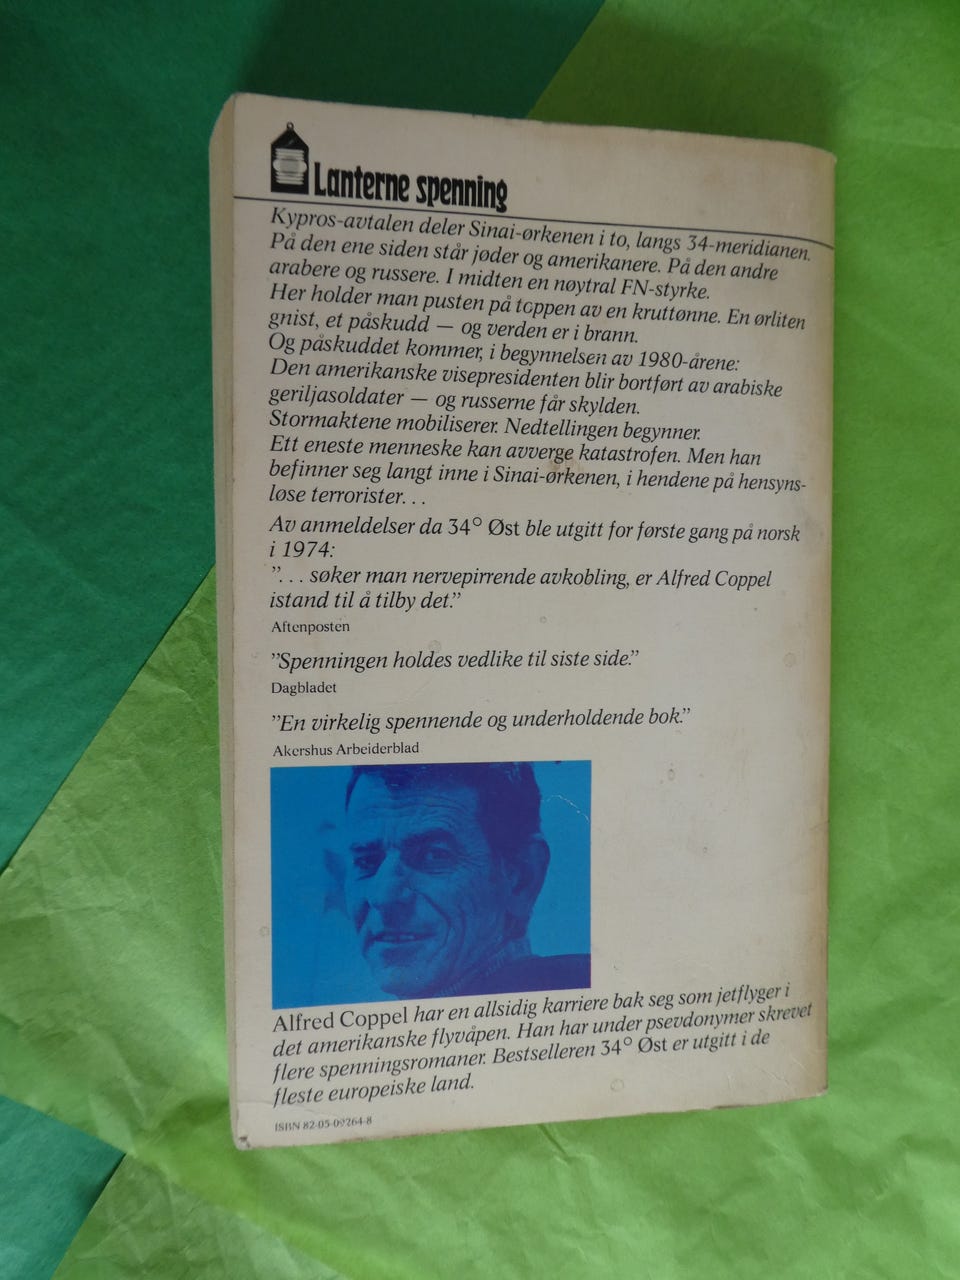 Lanterne spenning
Kypros-avtalen deler Sinai-ørkenen i to, langs 34-meridianen.
På den ene siden står jøder og amerikanere. På den andre
arabere og russere. I midten en nøytral FN-styrke.
Her holder man pusten på toppen av en kruttønne. En ørliten
gnist, et påskudd — og verden er i brann.
Og påskuddet kommer, i begynnelsen av 1980-årene:
Den amerikanske visepresidenten blir bortført av arabiske
geriljasoldater — og russerne får skylden.
Stormaktene mobiliserer. Nedtellingen begynner.
Ett eneste menneske kan avverge katastrofen. Men han
befinner seg langt inne i Sinai-ørkenen, i hendene på hensyns-
løse terrorister. . .
Av anmeldelser da 34° Øst ble utgitt for første gang på norsk
i 1974:
”. . . søker man nervepirrende avkobling, er Alfred Coppel
istand til å tilby det.”
Aftenposten
”Spenningen holdes vedlike til siste side.”
Dagbladet
”En virkelig spennende og underholdende bok.”
Akershus Arbeiderblad
Alfred Coppel har en allsidig karriere bak seg som jetflyger i
det amerikanske flyvåpen. Han har under psevdonymer skrevet
flere spenningsromaner. Bestselleren 34° Øst er utgitt i de
fleste europeiske land.
ISBN 82-05-09264-8